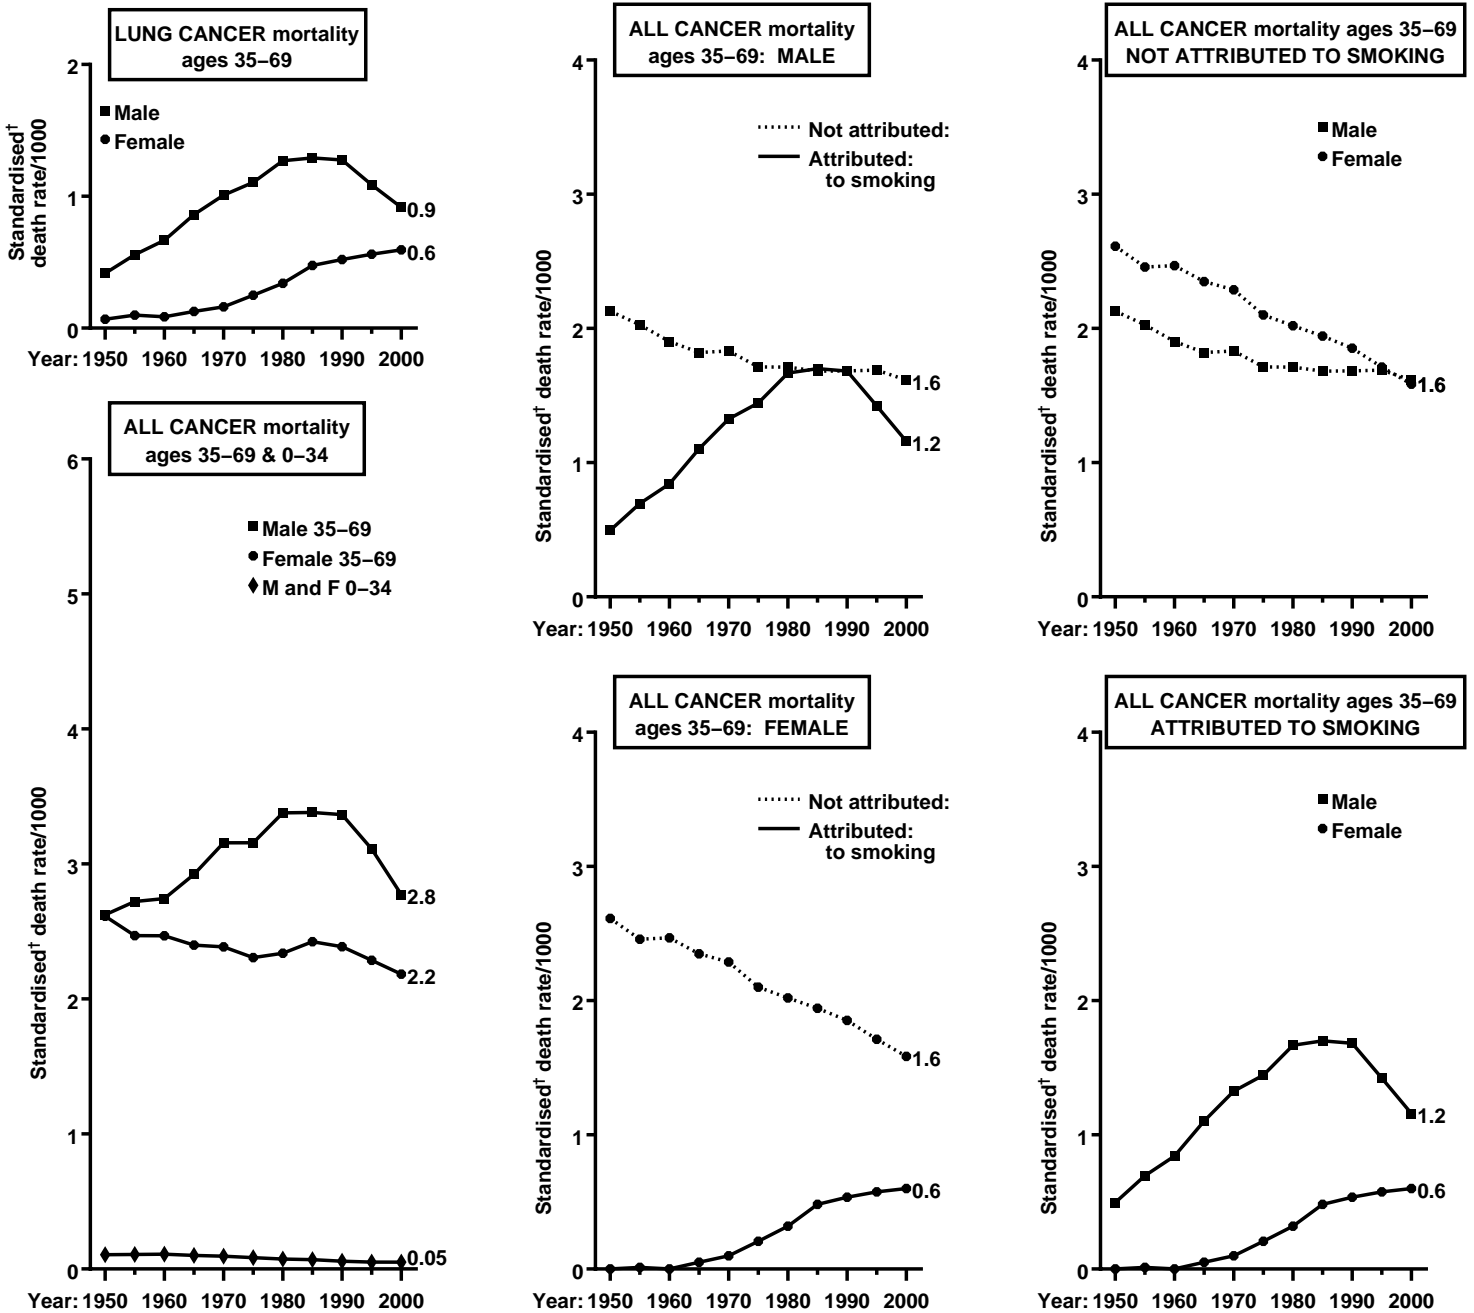 LUNG CANCER mortality
ages 35–69
2
1
0
Standardised†
death rate/1000
Male
Female
0.9
0.6
Year: 1950 1960 1970 1980 1990 2000
ALL CANCER mortality
ages 35–69 & 0–34
6
5
4
3
2
1
0
Standardised† death rate/1000
Male 35–69
Female 35–69
M and F 0–34
2.8
2.2
0.05
Year: 1950 1960 1970 1980 1990 2000
ALL CANCER mortality
ages 35–69: MALE
4
3
2
1
0
Standardised† death rate/1000
Not attributed:
Attributed:
to smoking
1.6
1.2
Year: 1950 1960 1970 1980 1990 2000
ALL CANCER mortality
ages 35–69: FEMALE
4
3
2
1
0
Standardised† death rate/1000
Not attributed:
Attributed:
to smoking
1.6
0.6
Year: 1950 1960 1970 1980 1990 2000
ALL CANCER mortality ages 35–69
NOT ATTRIBUTED TO SMOKING
4
3
2
1
0
Standardised† death rate/1000
Male
Female
1.6
Year: 1950 1960 1970 1980 1990 2000
ALL CANCER mortality ages 35–69
ATTRIBUTED TO SMOKING
4
3
2
1
0
Standardised† death rate/1000
Male
Female
1.2
0.6
Year: 1950 1960 1970 1980 1990 2000